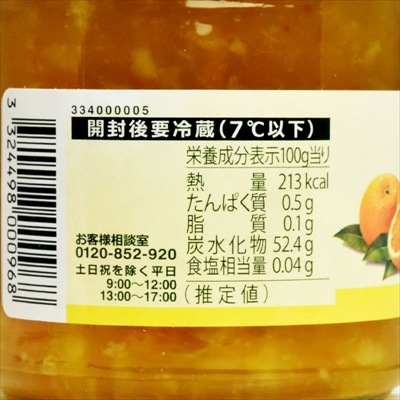 334000005
開封後要冷蔵(7℃以下)
栄養成分表示100g当り
熱量 213kcal
たんぱく質 0.5g
脂質 0.1g
炭水化物 52.4g
食塩相当量 0.04g
(推定値)
お客様相談室
0120-852-920
土日祝を除く平日
9:00〜12:00
13:00〜17:00
3 324498 000968